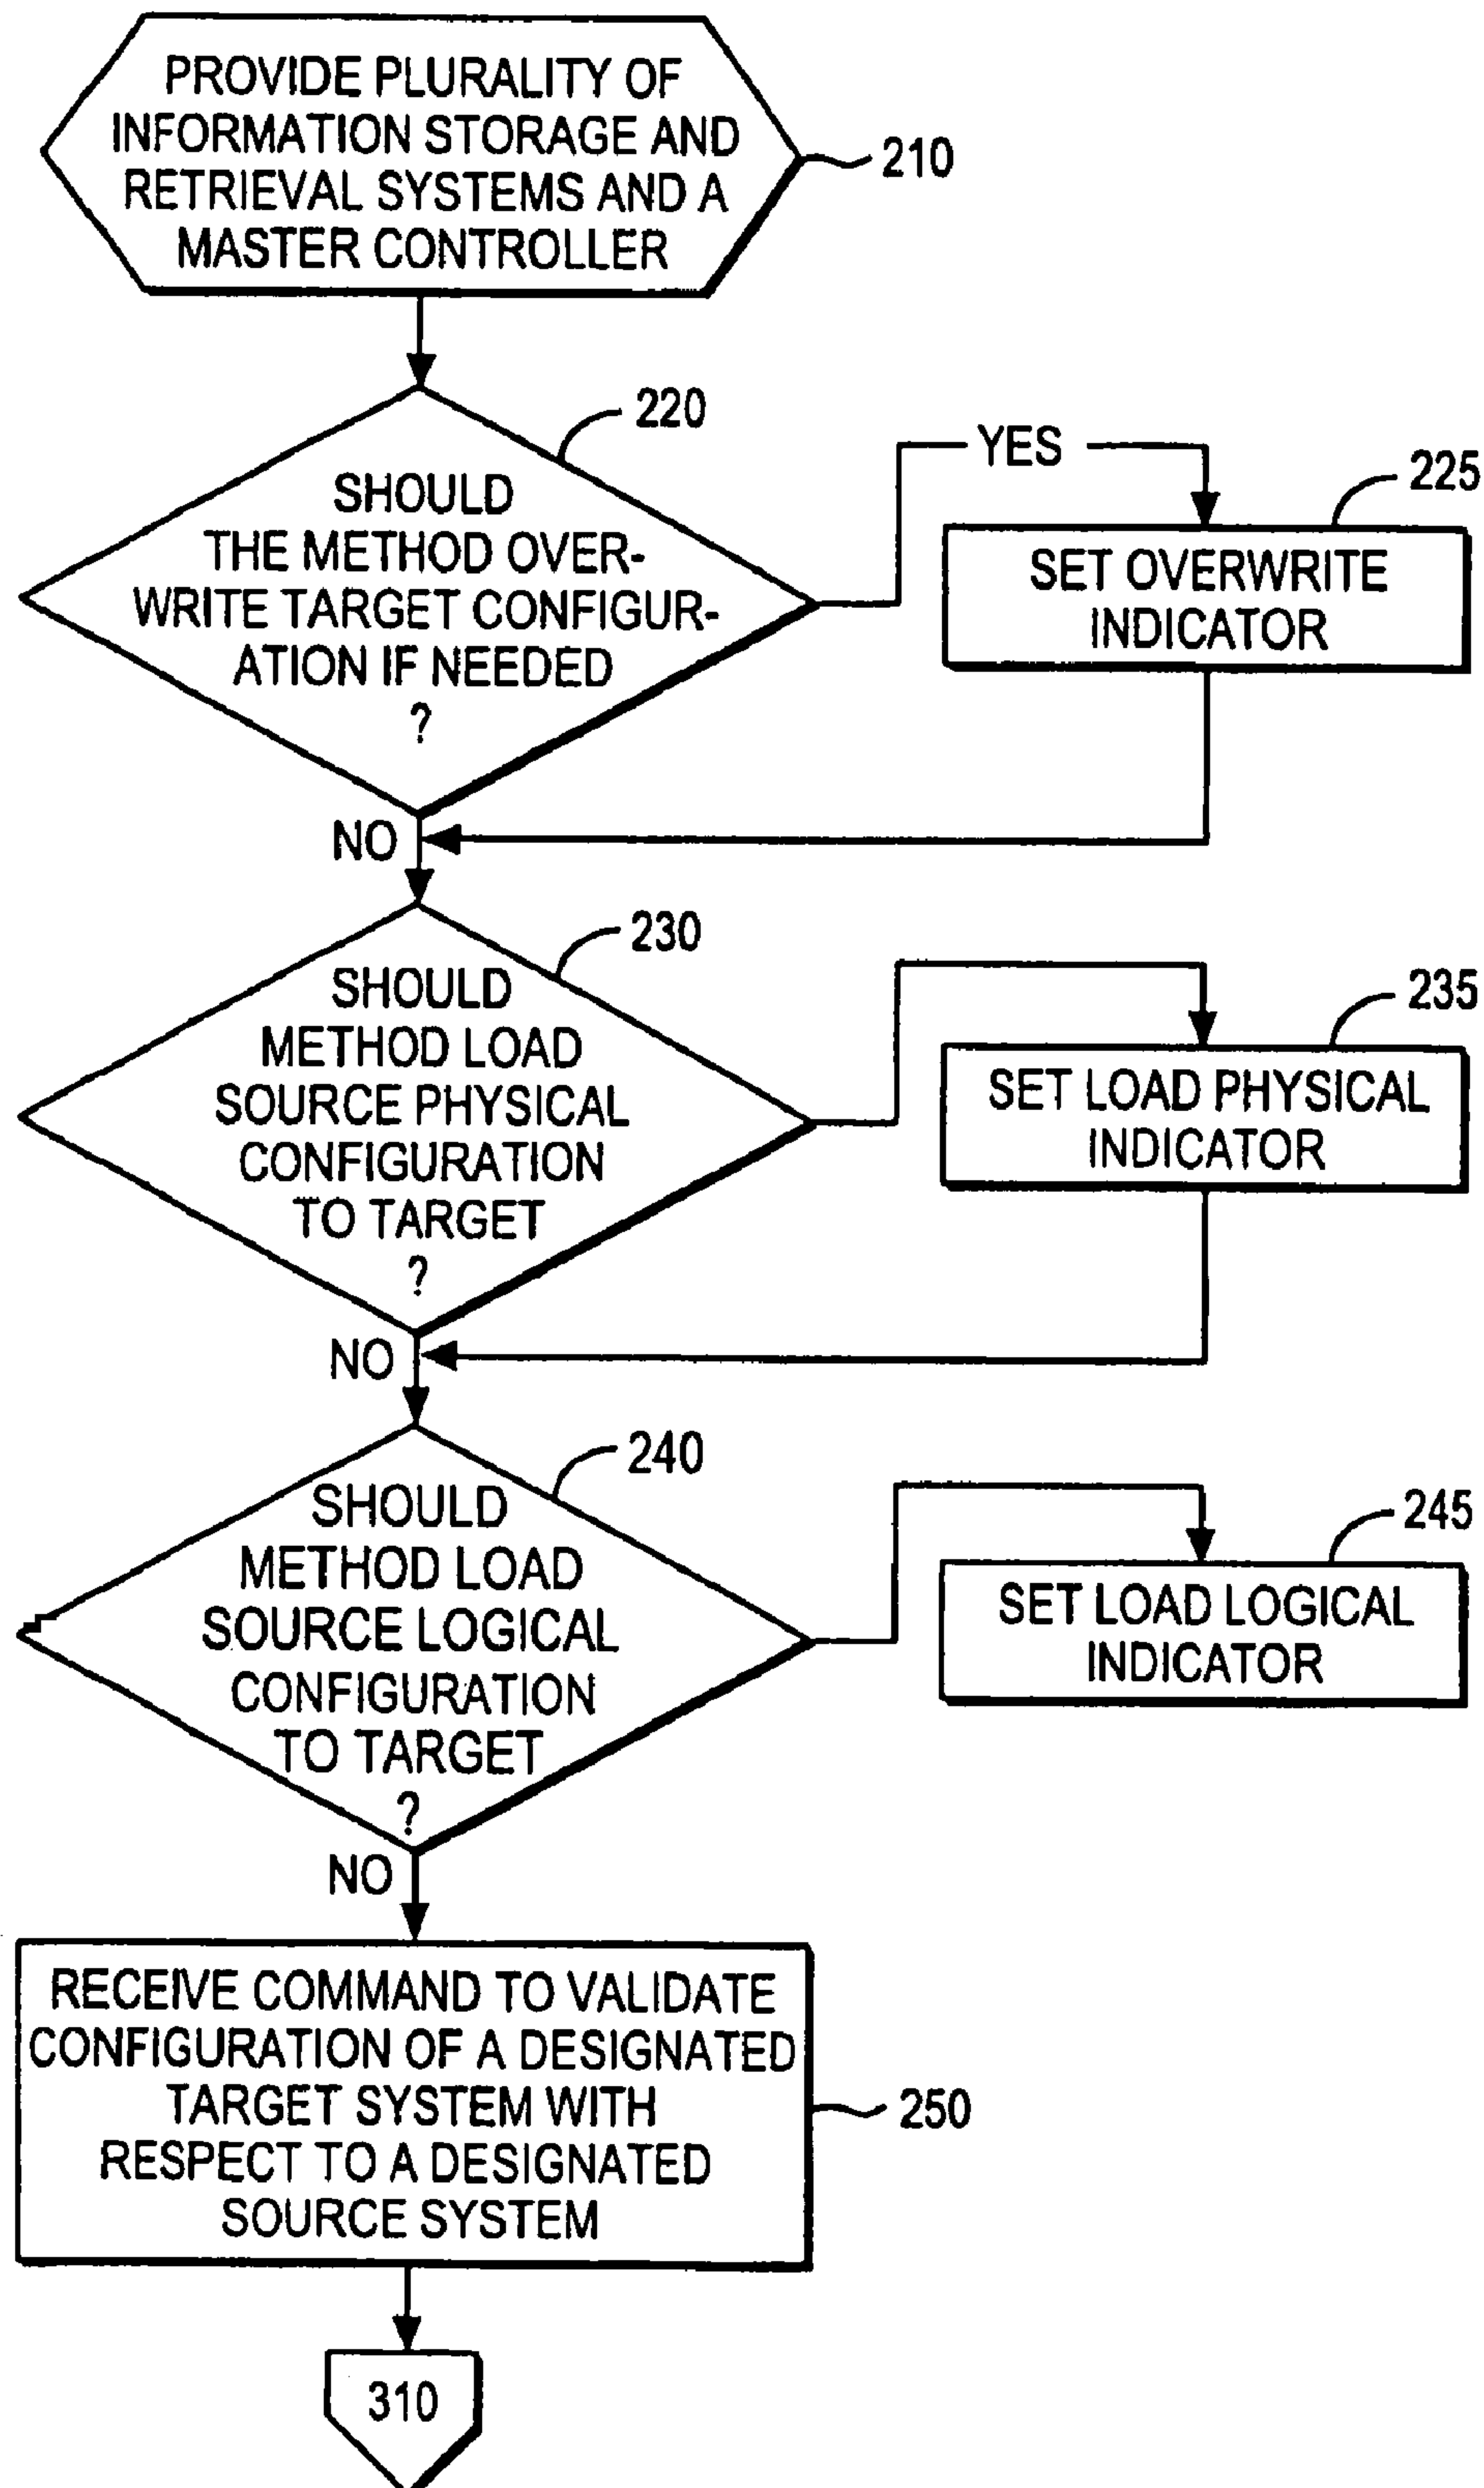 PROVIDE PLURALITY OF
INFORMATION STORAGE AND
RETRIEVAL SYSTEMS AND A
MASTER CONTROLLER
210
220
SHOULD
THE METHOD OVER-
WRITE TARGET CONFIGUR-
ATION IF NEEDED
?
YES
225
SET OVERWRITE
INDICATOR
NO
230
SHOULD
METHOD LOAD
SOURCE PHYSICAL
CONFIGURATION
TO TARGET
?
235
SET LOAD PHYSICAL
INDICATOR
NO
240
SHOULD
METHOD LOAD
SOURCE LOGICAL
CONFIGURATION
TO TARGET
?
245
SET LOAD LOGICAL
INDICATOR
NO
RECEIVE COMMAND TO VALIDATE
CONFIGURATION OF A DESIGNATED
TARGET SYSTEM WITH
RESPECT TO A DESIGNATED
SOURCE SYSTEM
250
310